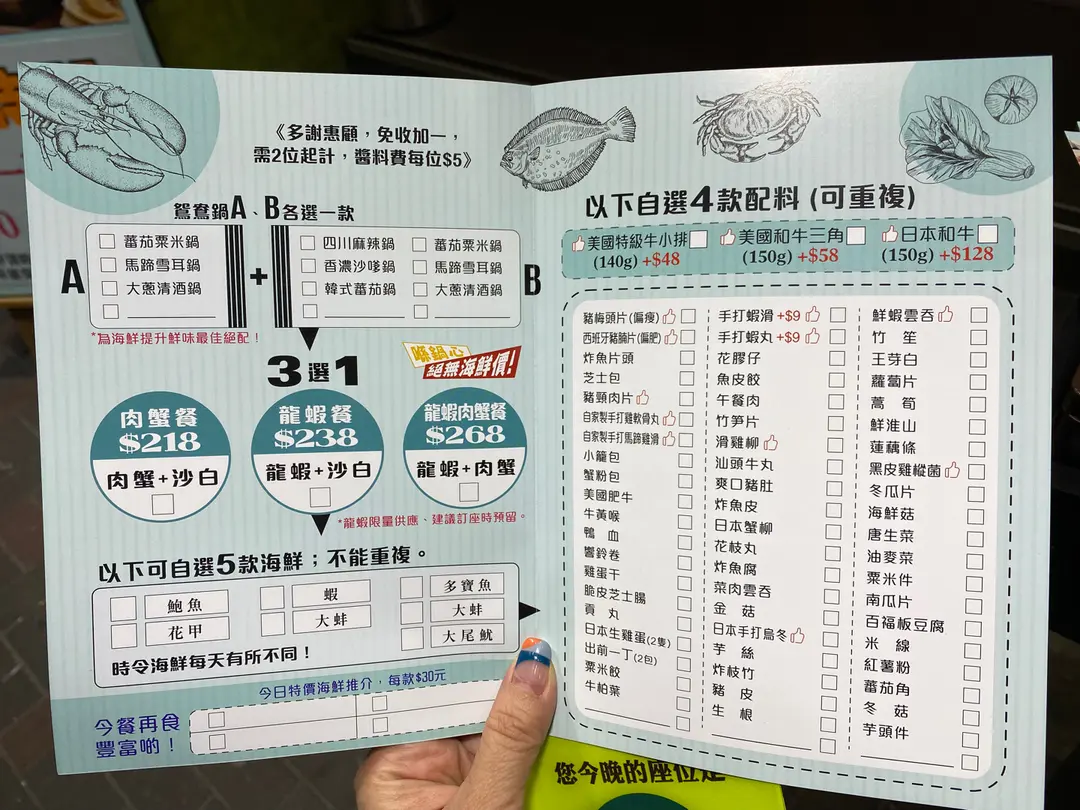 《多謝惠顧，免收加一，
需2位起計，醬料費每位$5》
鴛鴦鍋A、B各選一款
A
蕃茄粟米鍋
馬蹄雪耳鍋
大蔥清酒鍋
+
四川麻辣鍋
香濃沙嗲鍋
韓式蕃茄鍋
蕃茄粟米鍋
馬蹄雪耳鍋
大蔥清酒鍋
B
*為海鮮提升鮮味最佳絕配！
3選1
喺鍋心
絕無海鮮價!
肉蟹餐
$218
肉蟹+沙白
龍蝦餐
$238
龍蝦+沙白
龍蝦肉蟹餐
$268
龍蝦+肉蟹
*龍蝦限量供應、建議訂座時預留。
以下可自選5款海鮮；不能重複。
鮑魚
花甲
蝦
大蚌
多寶魚
大蚌
大尾魷
時令海鮮每天有所不同！
今日特價海鮮推介，每款$30元
今餐再食
豐富啲！
以下自選4款配料 (可重複)
美國特級牛小排
(140g) +$48
美國和牛三角
(150g) +$58
日本和牛
(150g) +$128
豬梅頭片(偏瘦)
西班牙豬腩片(偏肥)
炸魚片頭
芝士包
豬頸肉片
自家製手打雞軟骨丸
自家製手打馬蹄雞滑
小籠包
蟹粉包
美國肥牛
牛黃喉
鴨 血
響鈴卷
雞蛋干
脆皮芝士腸
貢 丸
日本生雞蛋(2隻)
出前一丁(2包)
粟米餃
牛柏葉
手打蝦滑 +$9
手打蝦丸 +$9
花膠仔
魚皮餃
午餐肉
竹笋片
滑雞柳
汕頭牛丸
爽口豬肚
炸魚皮
日本蟹柳
花枝丸
炸魚腐
菜肉雲吞
金 菇
日本手打烏冬
芋 絲
炸枝竹
豬 皮
生 根
鮮蝦雲吞
竹 笙
王芽白
蘿蔔片
蒿 筍
鮮淮山
蓮藕條
黑皮雞樅菌
冬瓜片
海鮮菇
唐生菜
油麥菜
粟米件
南瓜片
百福板豆腐
米 線
紅薯粉
蕃茄角
冬 菇
芋頭件
您今晚的座位是